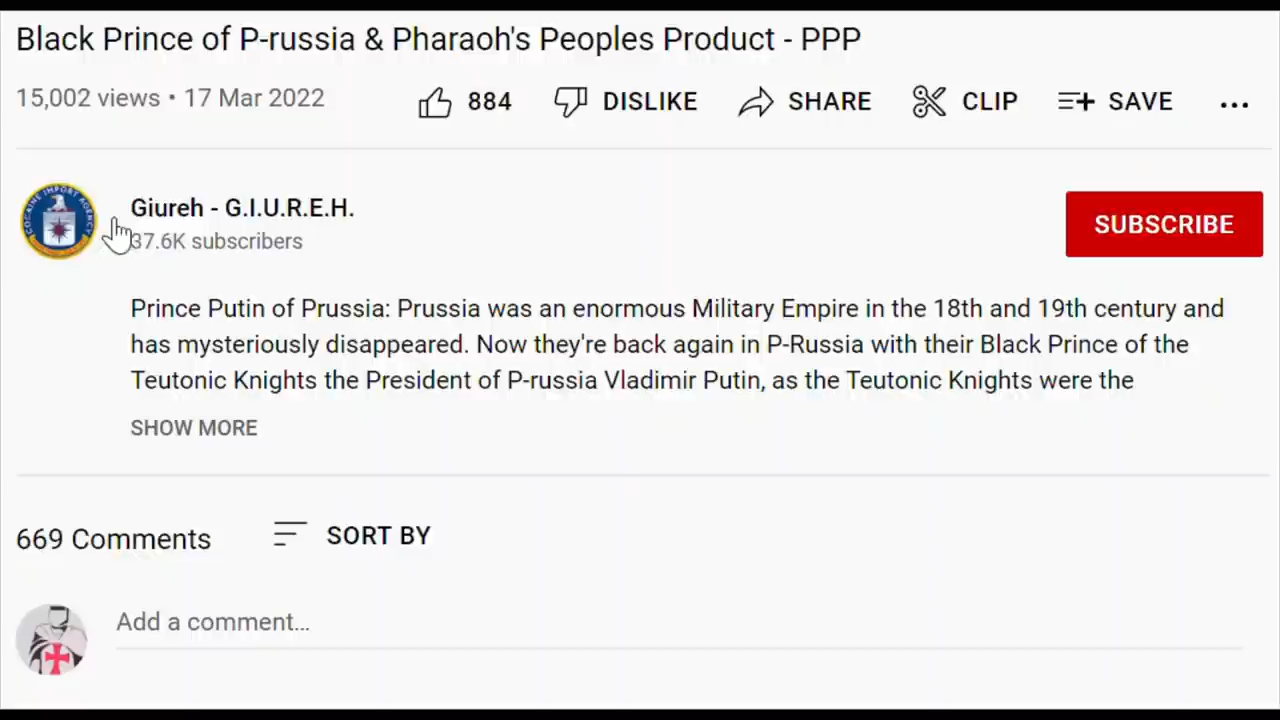 Black Prince of P-russia & Pharaoh's Peoples Product - PPP
15,002 views • 17 Mar 2022
884 DISLIKE SHARE CLIP SAVE ...
COCAINE IMPORT AGENCY
Giureh - G.I.U.R.E.H.
37.6K subscribers
SUBSCRIBE
Prince Putin of Prussia: Prussia was an enormous Military Empire in the 18th and 19th century and
has mysteriously disappeared. Now they're back again in P-Russia with their Black Prince of the
Teutonic Knights the President of P-russia Vladimir Putin, as the Teutonic Knights were the
SHOW MORE
669 Comments SORT BY
Add a comment...